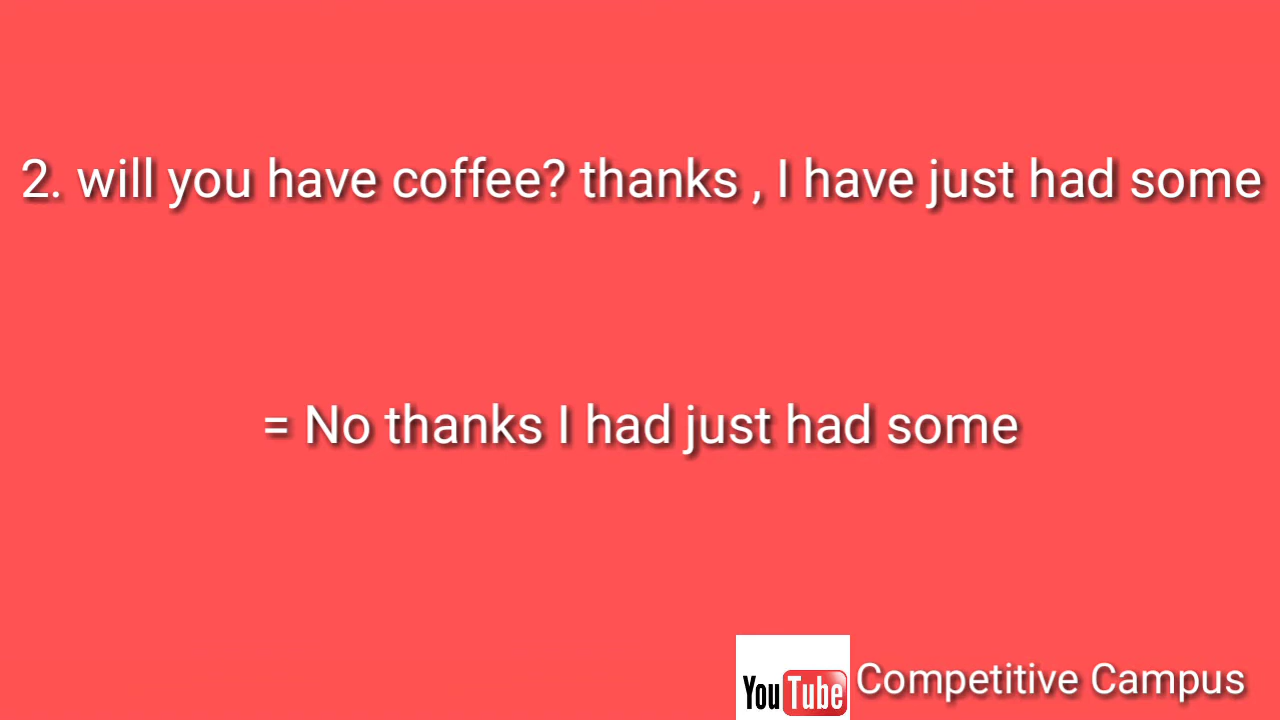 2. will you have coffee? thanks , I have just had some
= No thanks I had just had some
YouTube Competitive Campus